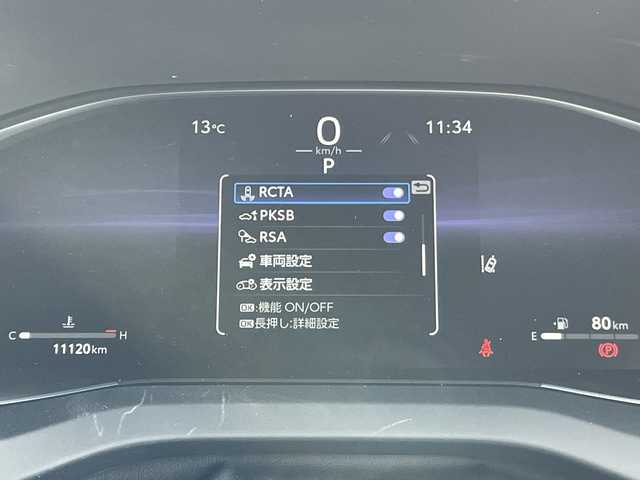 13℃ 0 11:34
km/h
P
RCTA
PKSB
RSA
車両設定
表示設定
OK:機能 ON/OFF
OK長押し:詳細設定
C H
11120km
80km
E
P